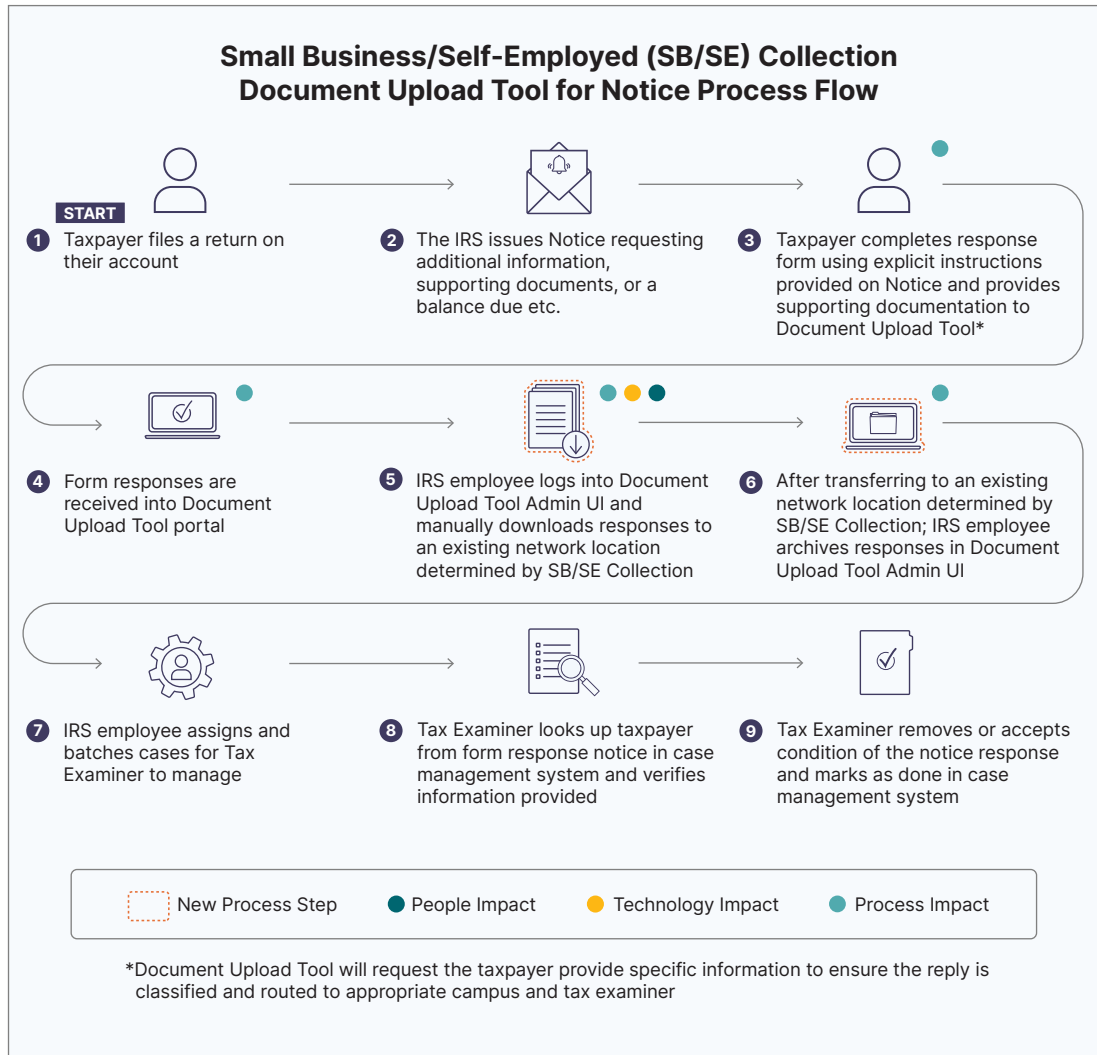 Small Business/Self-Employed (SB/SE) Collection
Document Upload Tool for Notice Process Flow
START
1 Taxpayer files a return on
their account
2 The IRS issues Notice requesting
additional information,
supporting documents, or a
balance due etc.
3 Taxpayer completes response
form using explicit instructions
provided on Notice and provides
supporting documentation to
Document Upload Tool*
4 Form responses are
received into Document
Upload Tool portal
5 IRS employee logs into Document
Upload Tool Admin UI and
manually downloads responses to
an existing network location
determined by SB/SE Collection
6 After transferring to an existing
network location determined by
SB/SE Collection; IRS employee
archives responses in Document
Upload Tool Admin UI
7 IRS employee assigns and
batches cases for Tax
Examiner to manage
8 Tax Examiner looks up taxpayer
from form response notice in case
management system and verifies
information provided
9 Tax Examiner removes or accepts
condition of the notice response
and marks as done in case
management system
New Process Step
People Impact
Technology Impact
Process Impact
*Document Upload Tool will request the taxpayer provide specific information to ensure the reply is
classified and routed to appropriate campus and tax examiner